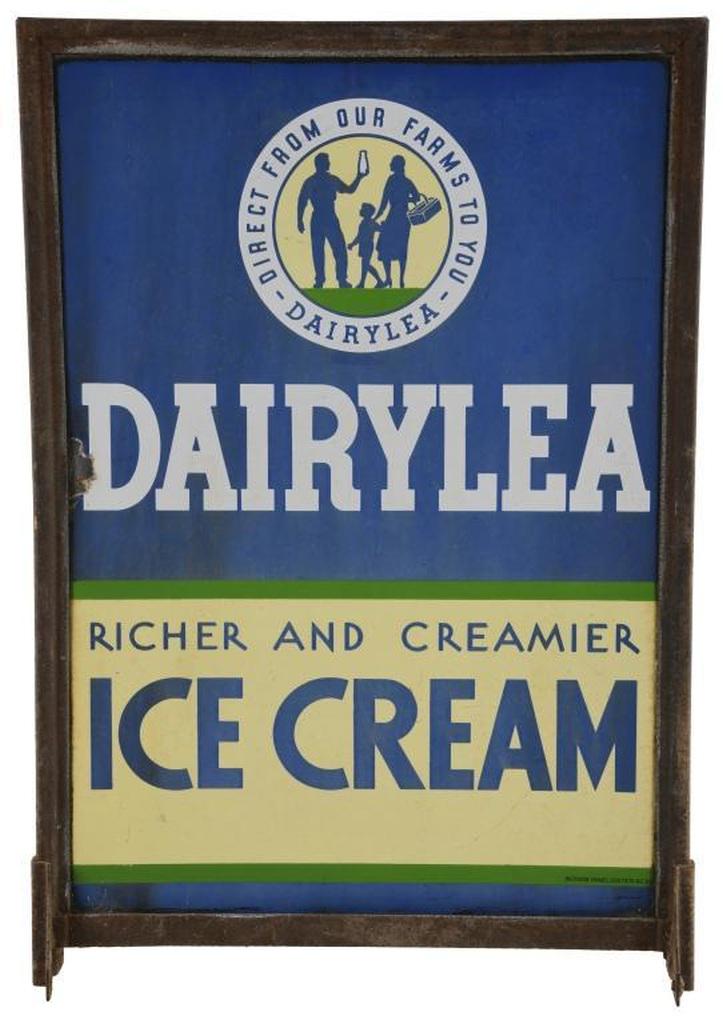 DIRECT FROM OUR FARMS TO YOU
- DAIRYLEA -
DAIRYLEA
RICHER AND CREAMIER
ICE CREAM